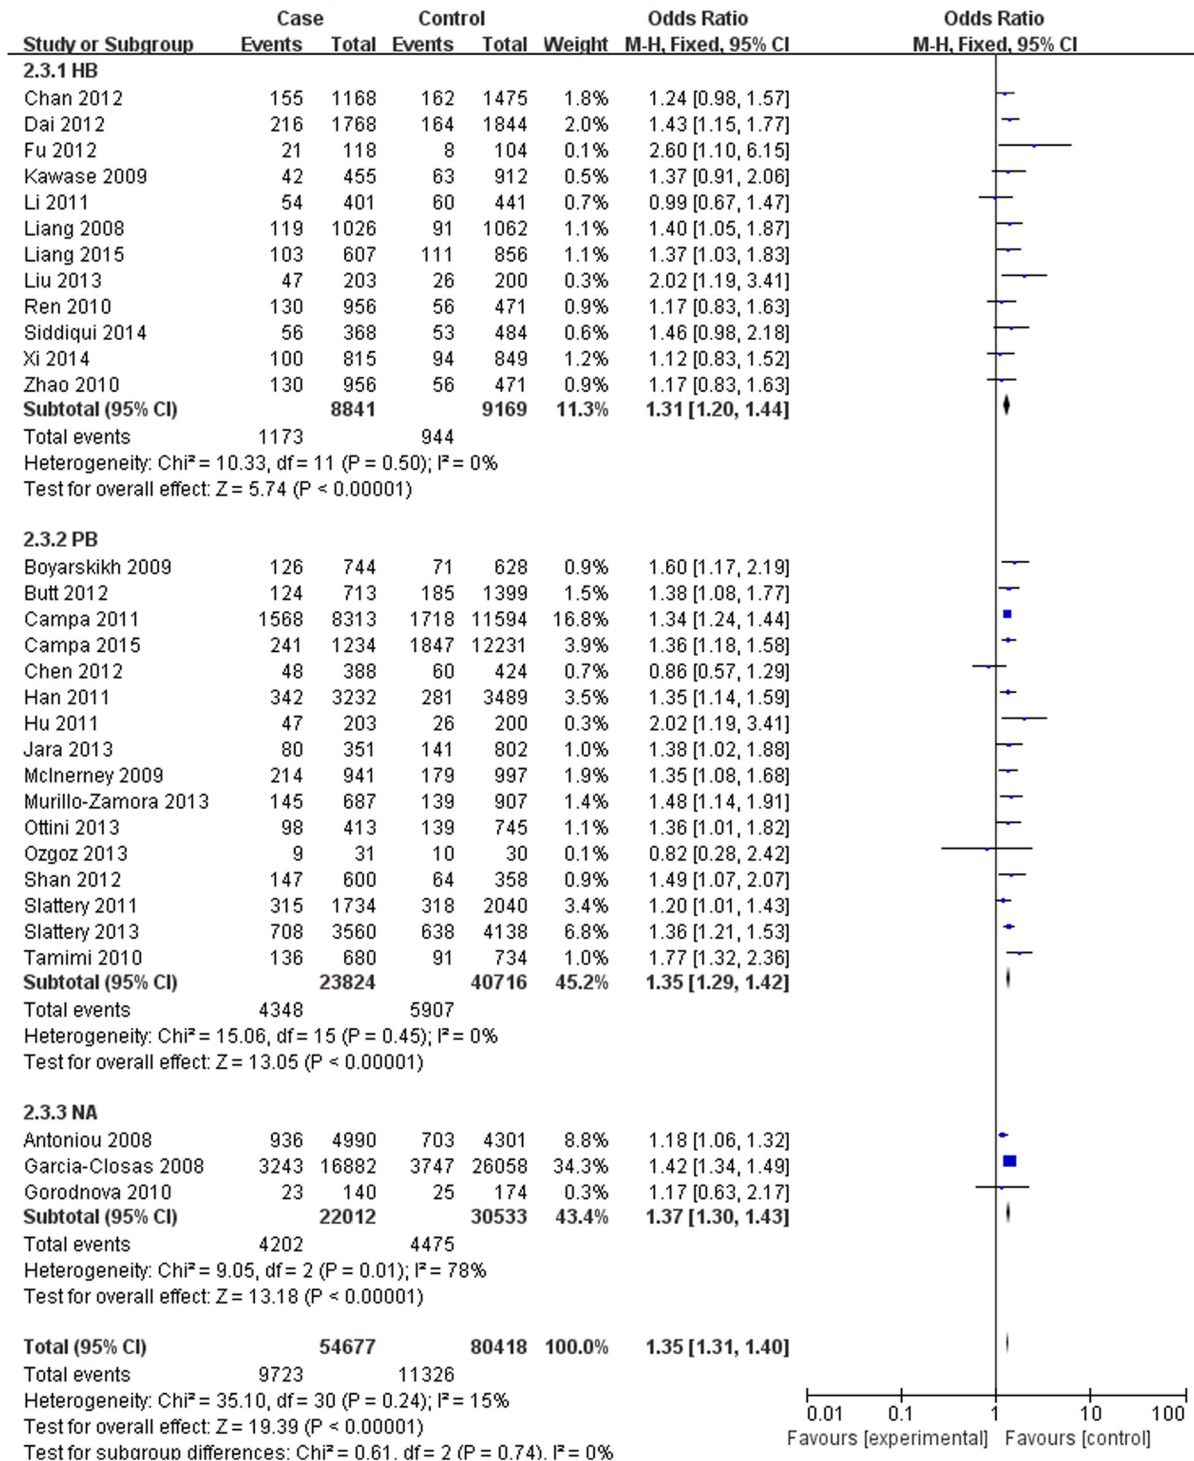 Case Control Odds Ratio Odds Ratio
Study or Subgroup Events Total Events Total Weight M-H, Fixed, 95% CI M-H, Fixed, 95% CI
2.3.1 HB
Chan 2012 155 1168 162 1475 1.8% 1.24 [0.98, 1.57]
Dai 2012 216 1768 164 1844 2.0% 1.43 [1.15, 1.77]
Fu 2012 21 118 8 104 0.1% 2.60 [1.10, 6.15]
Kawase 2009 42 455 63 912 0.5% 1.37 [0.91, 2.06]
Li 2011 54 401 60 441 0.7% 0.99 [0.67, 1.47]
Liang 2008 119 1026 91 1062 1.1% 1.40 [1.05, 1.87]
Liang 2015 103 607 111 856 1.1% 1.37 [1.03, 1.83]
Liu 2013 47 203 26 200 0.3% 2.02 [1.19, 3.41]
Ren 2010 130 956 56 471 0.9% 1.17 [0.83, 1.63]
Siddiqui 2014 56 368 53 484 0.6% 1.46 [0.98, 2.18]
Xi 2014 100 815 94 849 1.2% 1.12 [0.83, 1.52]
Zhao 2010 130 956 56 471 0.9% 1.17 [0.83, 1.63]
Subtotal (95% CI) 8841 9169 11.3% 1.31 [1.20, 1.44]
Total events 1173 944
Heterogeneity: Chi² = 10.33, df = 11 (P = 0.50); I² = 0%
Test for overall effect: Z = 5.74 (P < 0.00001)
2.3.2 PB
Boyarskikh 2009 126 744 71 628 0.9% 1.60 [1.17, 2.19]
Butt 2012 124 713 185 1399 1.5% 1.38 [1.08, 1.77]
Campa 2011 1568 8313 1718 11594 16.8% 1.34 [1.24, 1.44]
Campa 2015 241 1234 1847 12231 3.9% 1.36 [1.18, 1.58]
Chen 2012 48 388 60 424 0.7% 0.86 [0.57, 1.29]
Han 2011 342 3232 281 3489 3.5% 1.35 [1.14, 1.59]
Hu 2011 47 203 26 200 0.3% 2.02 [1.19, 3.41]
Jara 2013 80 351 141 802 1.0% 1.38 [1.02, 1.88]
McInerney 2009 214 941 179 997 1.9% 1.35 [1.08, 1.68]
Murillo-Zamora 2013 145 687 139 907 1.4% 1.48 [1.14, 1.91]
Ottini 2013 98 413 139 745 1.1% 1.36 [1.01, 1.82]
Ozgoz 2013 9 31 10 30 0.1% 0.82 [0.28, 2.42]
Shan 2012 147 600 64 358 0.9% 1.49 [1.07, 2.07]
Slattery 2011 315 1734 318 2040 3.4% 1.20 [1.01, 1.43]
Slattery 2013 708 3560 638 4138 6.8% 1.36 [1.21, 1.53]
Tamimi 2010 136 680 91 734 1.0% 1.77 [1.32, 2.36]
Subtotal (95% CI) 23824 40716 45.2% 1.35 [1.29, 1.42]
Total events 4348 5907
Heterogeneity: Chi² = 15.06, df = 15 (P = 0.45); I² = 0%
Test for overall effect: Z = 13.05 (P < 0.00001)
2.3.3 NA
Antoniou 2008 936 4990 703 4301 8.8% 1.18 [1.06, 1.32]
Garcia-Closas 2008 3243 16882 3747 26058 34.3% 1.42 [1.34, 1.49]
Gorodnova 2010 23 140 25 174 0.3% 1.17 [0.63, 2.17]
Subtotal (95% CI) 22012 30533 43.4% 1.37 [1.30, 1.43]
Total events 4202 4475
Heterogeneity: Chi² = 9.05, df = 2 (P = 0.01); I² = 78%
Test for overall effect: Z = 13.18 (P < 0.00001)
Total (95% CI) 54677 80418 100.0% 1.35 [1.31, 1.40]
Total events 9723 11326
Heterogeneity: Chi² = 35.10, df = 30 (P = 0.24); I² = 15%
Test for overall effect: Z = 19.39 (P < 0.00001)
Test for subgroup differences: Chi² = 0.61, df = 2 (P = 0.74), I² = 0%
0.01 0.1 1 10 100
Favours [experimental] Favours [control]